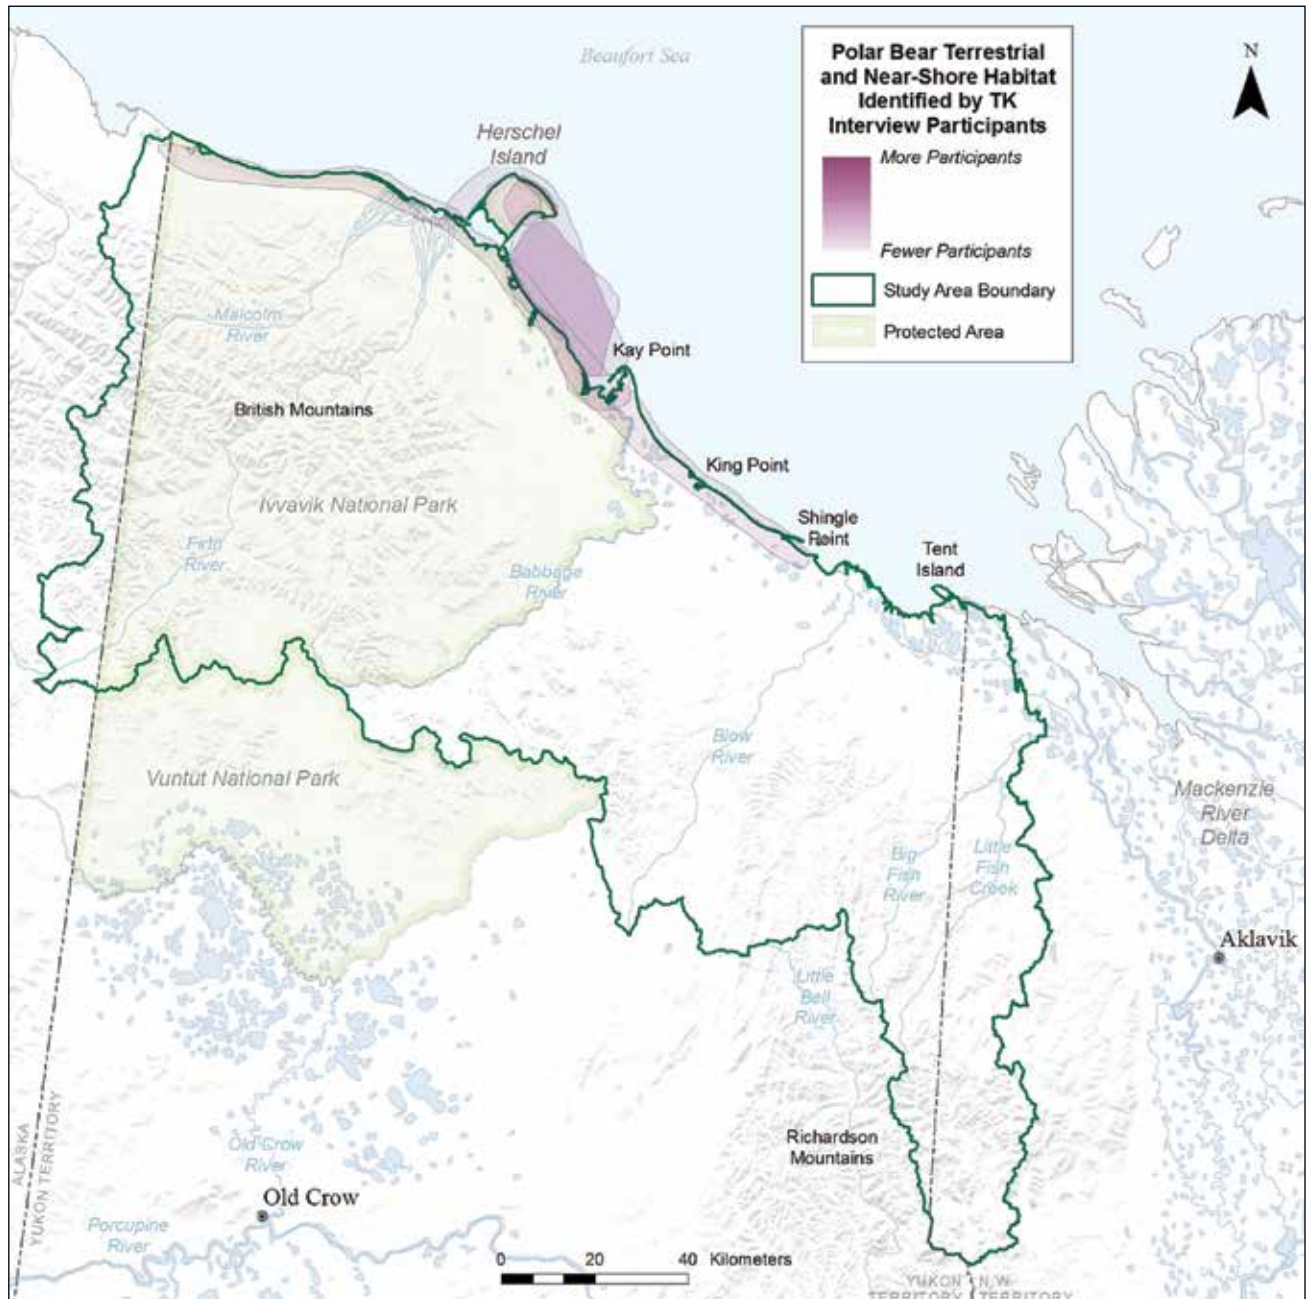 Beaufort Sea
Polar Bear Terrestrial
and Near-Shore Habitat
Identified by TK
Interview Participants
More Participants
Fewer Participants
Study Area Boundary
Protected Area
N
Herschel
Island
Malcolm
River
Kay Point
British Mountains
King Point
Ivvavik National Park
Shingle
Point
Firth
River
Babbage
River
Tent
Island
Blow
River
Vuntut National Park
Mackenzie
River
Delta
Big
Fish
River
Little
Fish
Creek
Aklavik
Little
Bell
River
ALASKA
YUKON TERRITORY
Old Crow
River
Richardson
Mountains
Old Crow
Porcupine
River
0 20 40 Kilometers
YUKON N.W.
TERRITORY TERRITORY